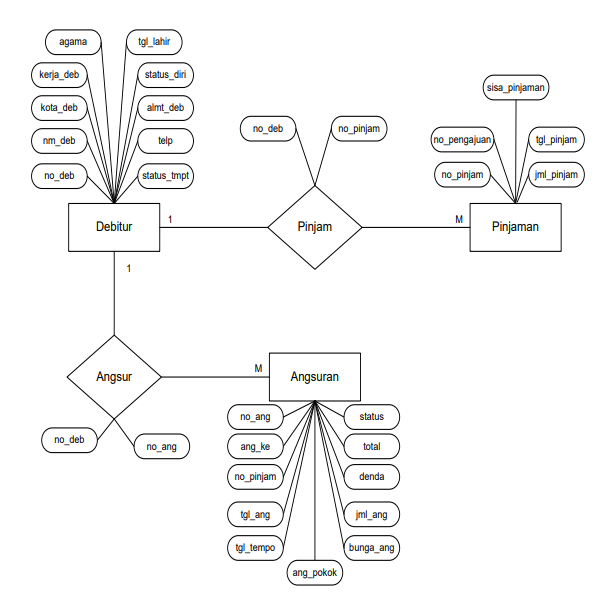 agama
tgl_lahir
kerja_deb
status_diri
kota_deb
almt_deb
nm_deb
telp
no_deb
status_tmpt
sisa_pinjaman
no_deb
no_pinjam
no_pengajuan
tgl_pinjam
no_pinjam
jml_pinjam
Debitur
1
Pinjam
M
Pinjaman
1
Angsur
M
Angsuran
no_deb
no_ang
no_ang
status
ang_ke
total
no_pinjam
denda
tgl_ang
jml_ang
tgl_tempo
bunga_ang
ang_pokok